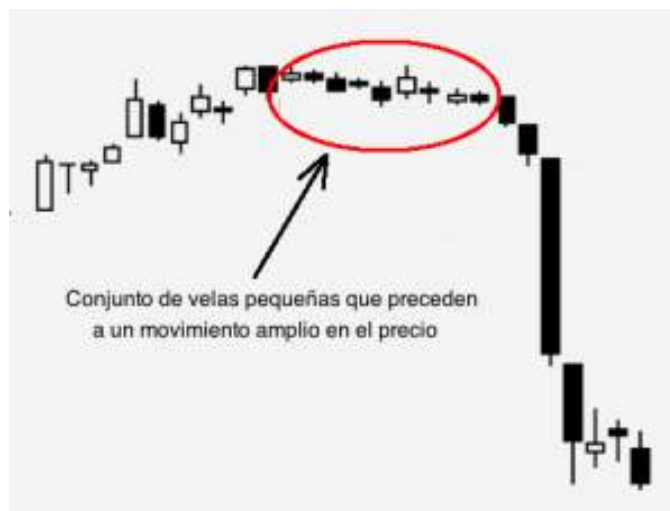 Conjunto de velas pequeñas que preceden
a un movimiento amplio en el precio